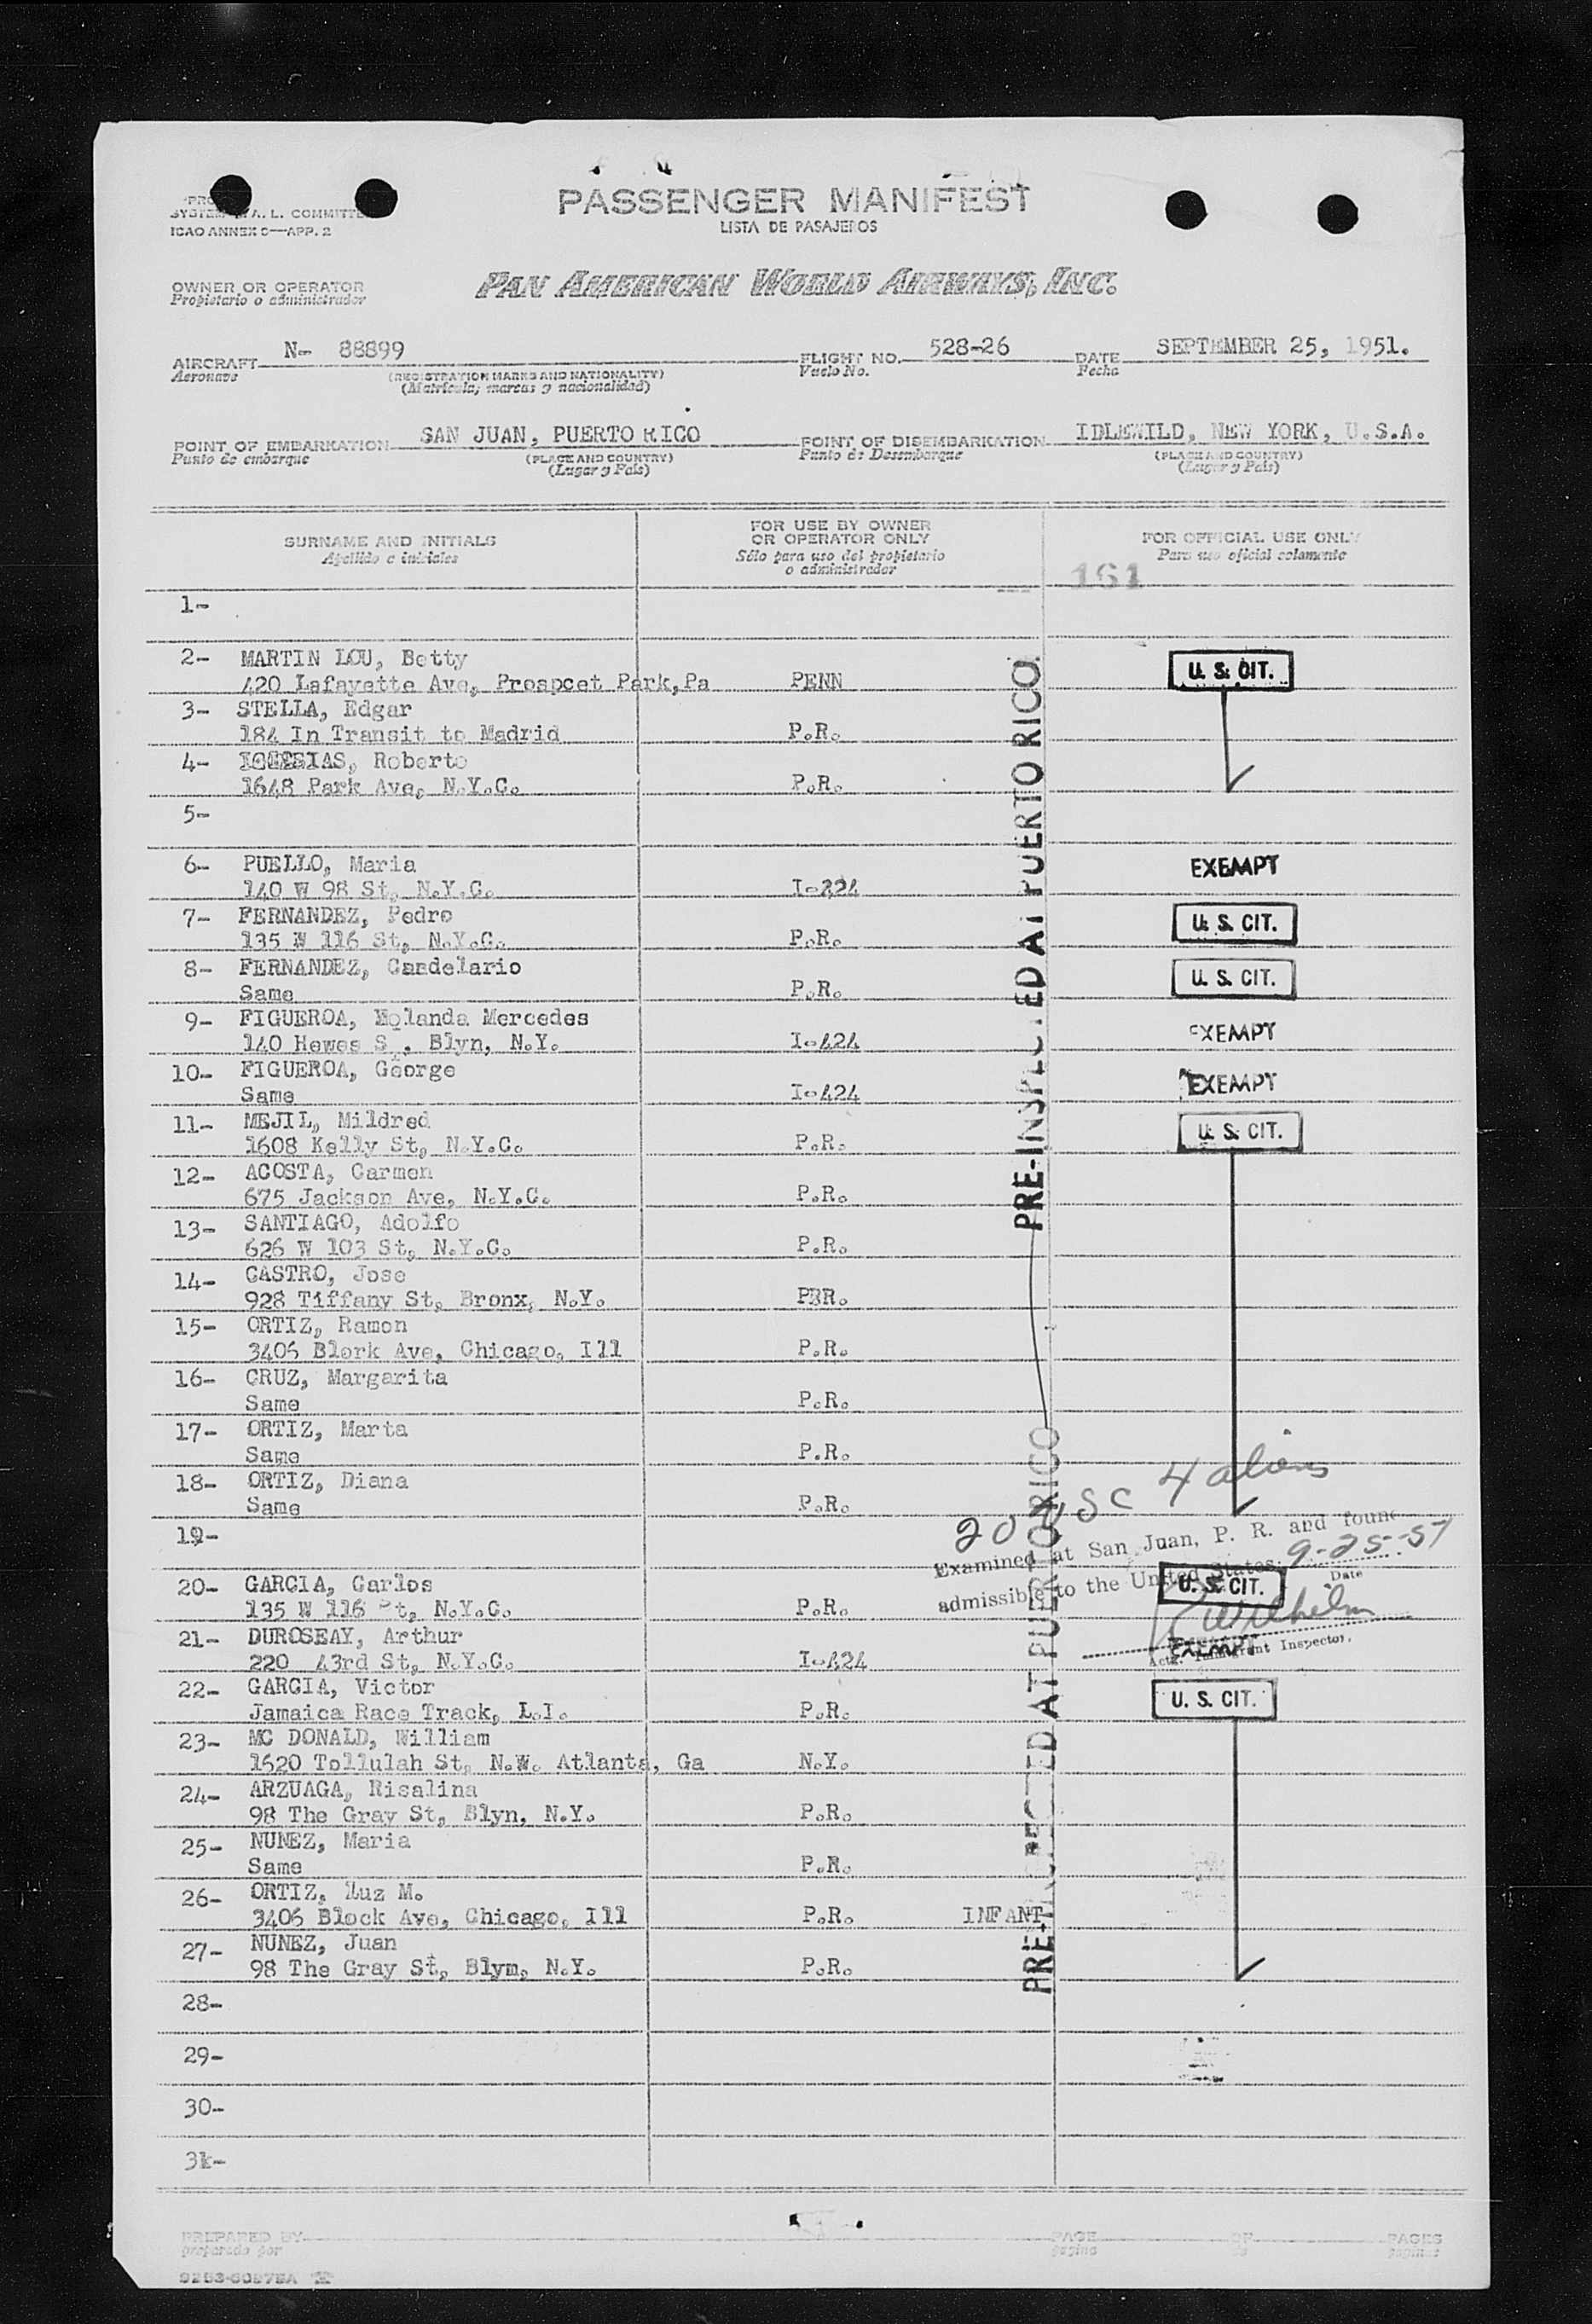 PASSENGER MANIFEST
LISTA DE PASAJEROS
SYSTEM A. L. COMMITTE
ICAO ANNEX 9—APP. 2
OWNER OR OPERATOR
Propietario o administrador
PAN AMERICAN WORLD AIRWAYS, INC.
AIRCRAFT N- 88899 FLIGHT NO. 528-26 DATE SEPTEMBER 25, 1951.
Aeronave (REGISTRATION MARKS AND NATIONALITY) Vuelo No. Fecha
(Matrícula, marcas y nacionalidad)
POINT OF EMBARKATION SAN JUAN, PUERTO RICO POINT OF DISEMBARKATION IDLEWILD, NEW YORK, U.S.A.
Punto de embarque (PLACE AND COUNTRY) Punto de Desembarque (PLACE AND COUNTRY)
(Lugar y País) (Lugar y País)
SURNAME AND INITIALS FOR USE BY OWNER OR OPERATOR ONLY FOR OFFICIAL USE ONLY
Apellido e iniciales Sólo para uso del propietario o administrador Para uso oficial solamente
161
1-
2- MARTIN LOU, Betty U. S. CIT.
420 Lafayette Ave, Prospcet Park,Pa PENN
3- STELLA, Edgar
184 In Transit to Madrid P.R.
4- IGLESIAS, Roberto
1648 Park Ave, N.Y.C. P.R.
5-
6- PUELLO, Maria EXEMPT
140 W 98 St, N.Y.C. I-424
7- FERNANDEZ, Pedro U. S. CIT.
135 W 116 St, N.Y.C. P.R.
8- FERNANDEZ, Candelario U. S. CIT.
Same P.R.
9- FIGUEROA, Yolanda Mercedes EXEMPT
140 Hewes S . Blyn, N.Y. I-424
10- FIGUEROA, George EXEMPT
Same I-424
11- MEJIL, Mildred U. S. CIT.
1608 Kelly St, N.Y.C. P.R.
12- ACOSTA, Carmen
675 Jackson Ave, N.Y.C. P.R.
13- SANTIAGO, Adolfo
626 W 103 St, N.Y.C. P.R.
14- CASTRO, Jose
928 Tiffany St, Bronx, N.Y. PRR.
15- ORTIZ, Ramon
3406 Blork Ave, Chicago, Ill P.R.
16- CRUZ, Margarita
Same P.R.
17- ORTIZ, Marta
Same P.R.
18- ORTIZ, Diana
Same P.R.
20 USC 4 aliens
19-
Examined at San Juan, P. R. and found
admissible to the United States 9-25-51
Date
20- GARCIA, Carlos U. S. CIT.
135 W 116 St, N.Y.C. P.R.
Wilhelm
21- DUROSEAY, Arthur EXEMPT
220 43rd St, N.Y.C. I-424
Actg. Immigrant Inspector.
22- GARCIA, Victor U. S. CIT.
Jamaica Race Track, L.I. P.R.
23- MC DONALD, William
1620 Tollulah St, N.W. Atlanta, Ga N.Y.
24- ARZUAGA, Risalina
98 The Gray St, Blyn, N.Y. P.R.
25- NUNEZ, Maria
Same P.R.
26- ORTIZ, Luz M.
3406 Block Ave, Chicago, Ill P.R. INFANT
27- NUNEZ, Juan
98 The Gray St, Blym, N.Y. P.R.
28-
29-
30-
31-
PRE-INSPECTED AT PUERTO RICO.
PRE-INSPECTED AT PUERTO RICO
PREPARED BY PAGE OF PAGES
preparado por página de páginas